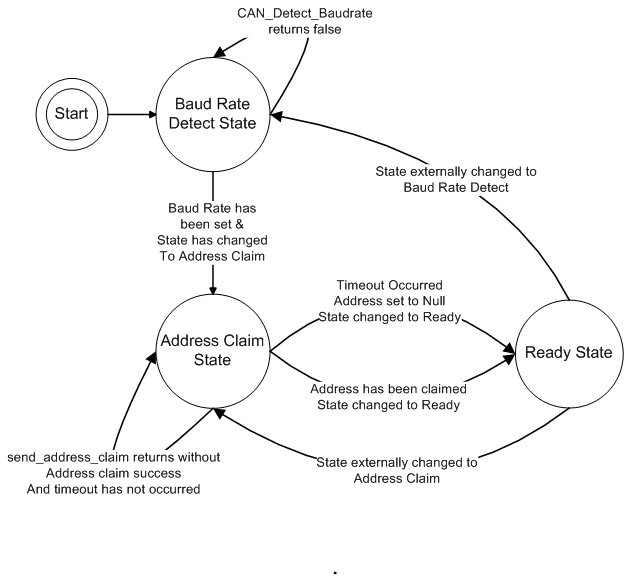 CAN_Detect_Baudrate
returns false
Start
Baud Rate
Detect State
State externally changed to
Baud Rate Detect
Baud Rate has
been set &
State has changed
To Address Claim
Timeout Occurred
Address set to Null
State changed to Ready
Address Claim
State
Ready State
Address has been claimed
State changed to Ready
send_address_claim returns without
Address claim success
And timeout has not occurred
State externally changed to
Address Claim
.